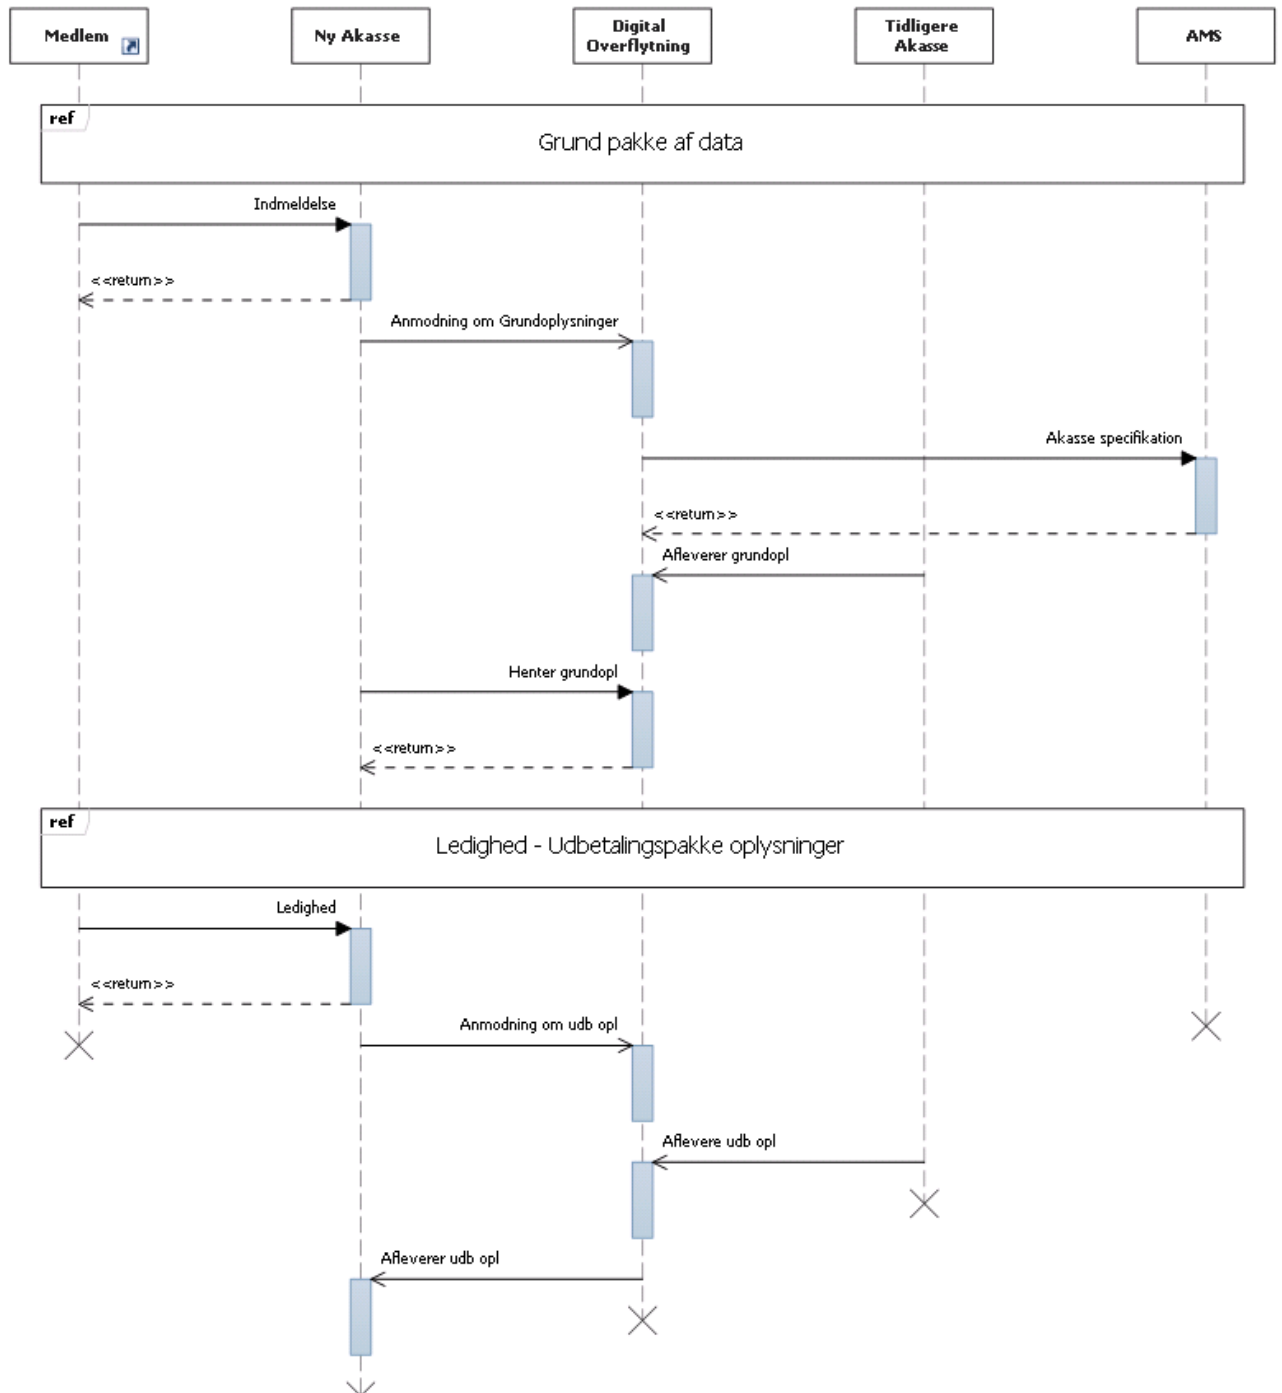 Medlem
Ny Akasse
Digital
Overflytning
Tidligere
Akasse
AMS
ref
Grund pakke af data
Indmeldelse
<<return>>
Anmodning om Grundoplysninger
Akasse specifikation
<<return>>
Afleverer grundopl
Henter grundopl
<<return>>
ref
Ledighed - Udbetalingspakke oplysninger
Ledighed
<<return>>
Anmodning om udb opl
Aflevere udb opl
Afleverer udb opl